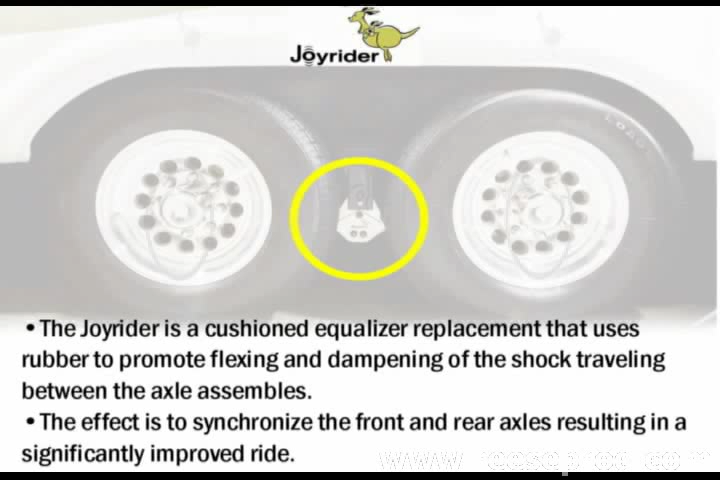 Joyrider
LOAD
•The Joyrider is a cushioned equalizer replacement that uses
rubber to promote flexing and dampening of the shock traveling
between the axle assembles.
•The effect is to synchronize the front and rear axles resulting in a
significantly improved ride.